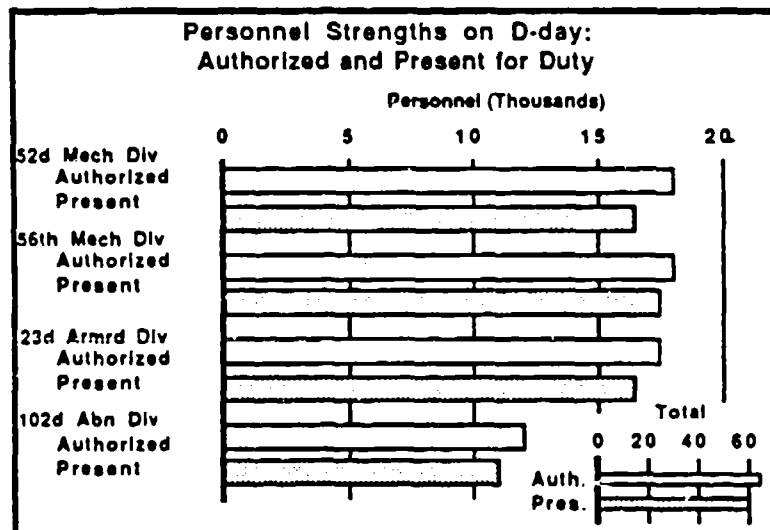 Personnel Strengths on D-day:
Authorized and Present for Duty
Personnel (Thousands)
0 5 10 15 20
52d Mech Div
Authorized
Present
56th Mech Div
Authorized
Present
23d Armrd Div
Authorized
Present
102d Abn Div
Authorized
Present
Total
0 20 40 60
Auth.
Pres.